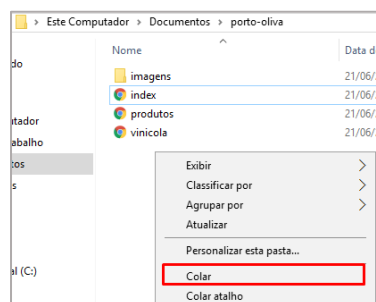 Este Computador > Documentos > porto-oliva
Nome
Data d
do
imagens
21/06/
index
21/06/
produtos
21/06/
tador
vinicola
21/06/
abalho
tos
s
Exibir
Classificar por
Agrupar por
Atualizar
Personalizar esta pasta...
al (C:)
Colar
Colar atalho